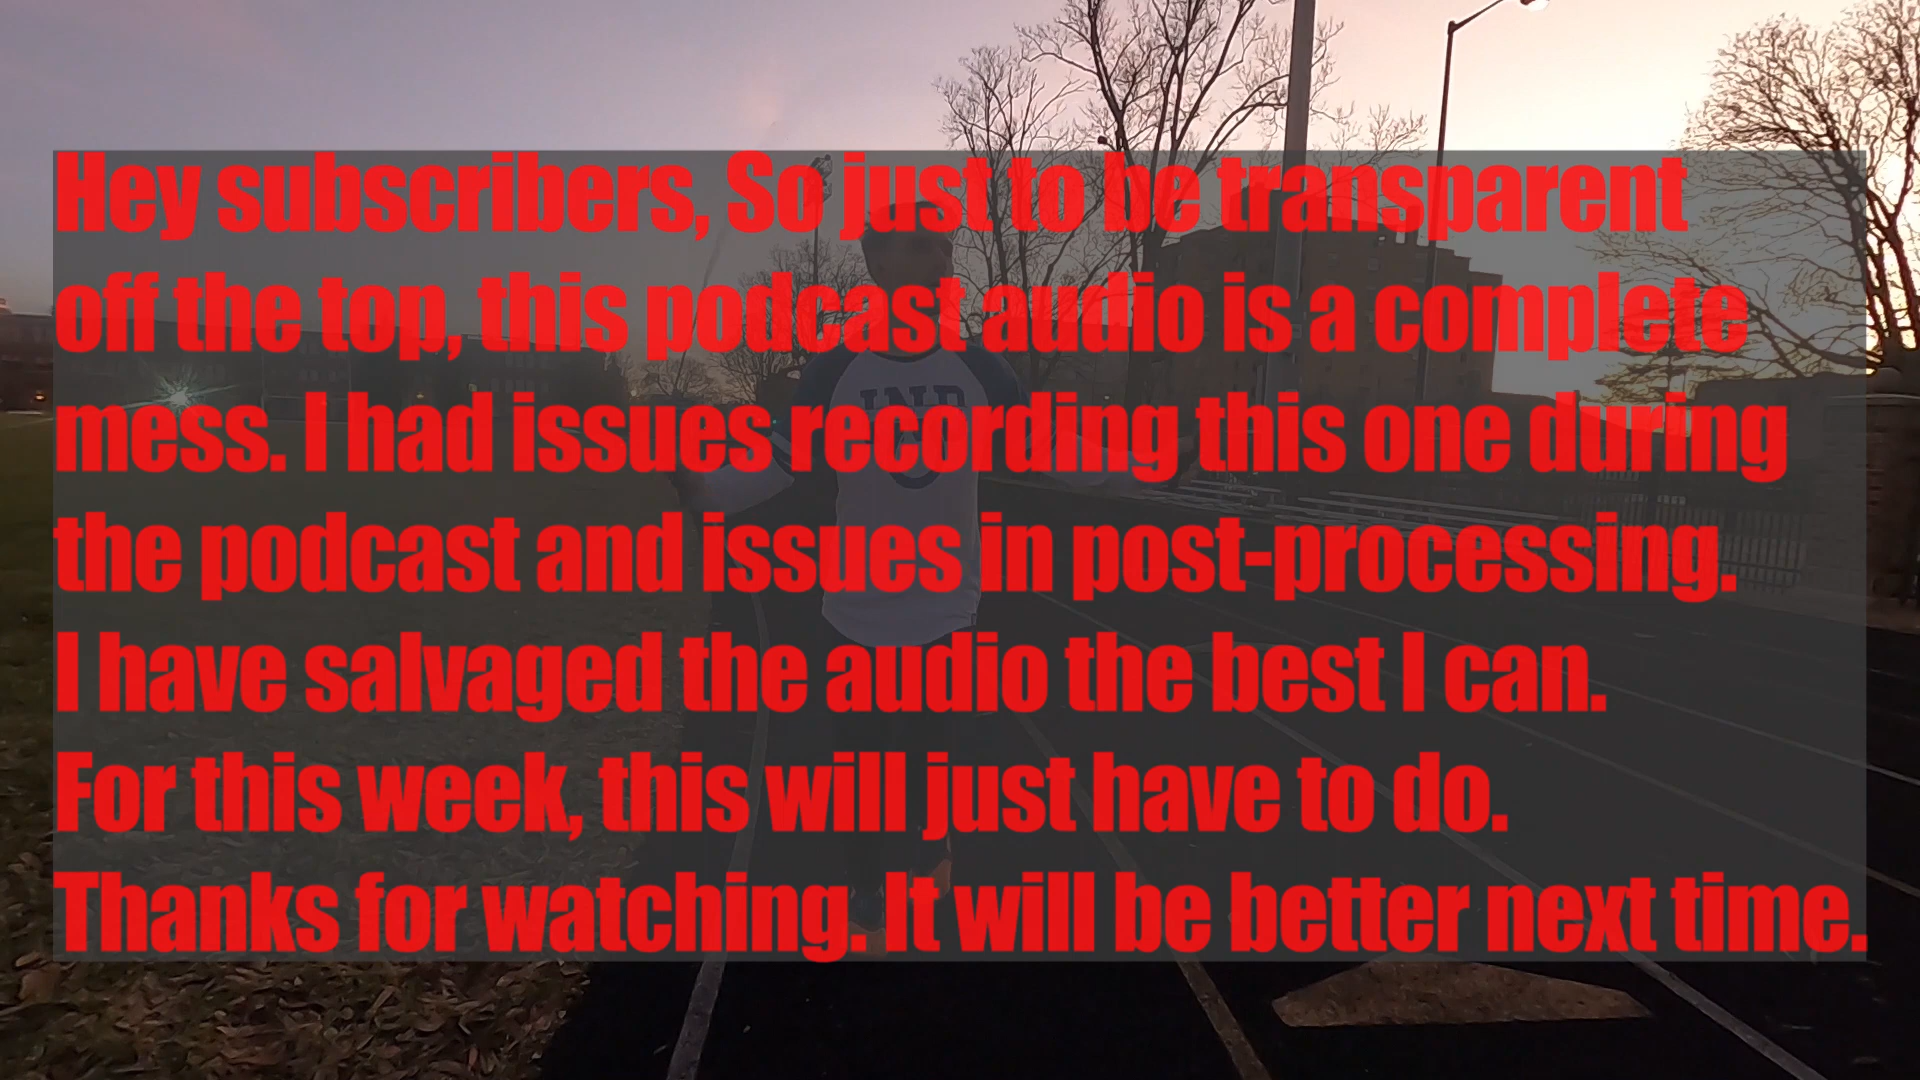 Hey subscribers, So just to be transparent
off the top, this podcast audio is a complete
mess. I had issues recording this one during
the podcast and issues in post-processing.
I have salvaged the audio the best I can.
For this week, this will just have to do.
Thanks for watching. It will be better next time.